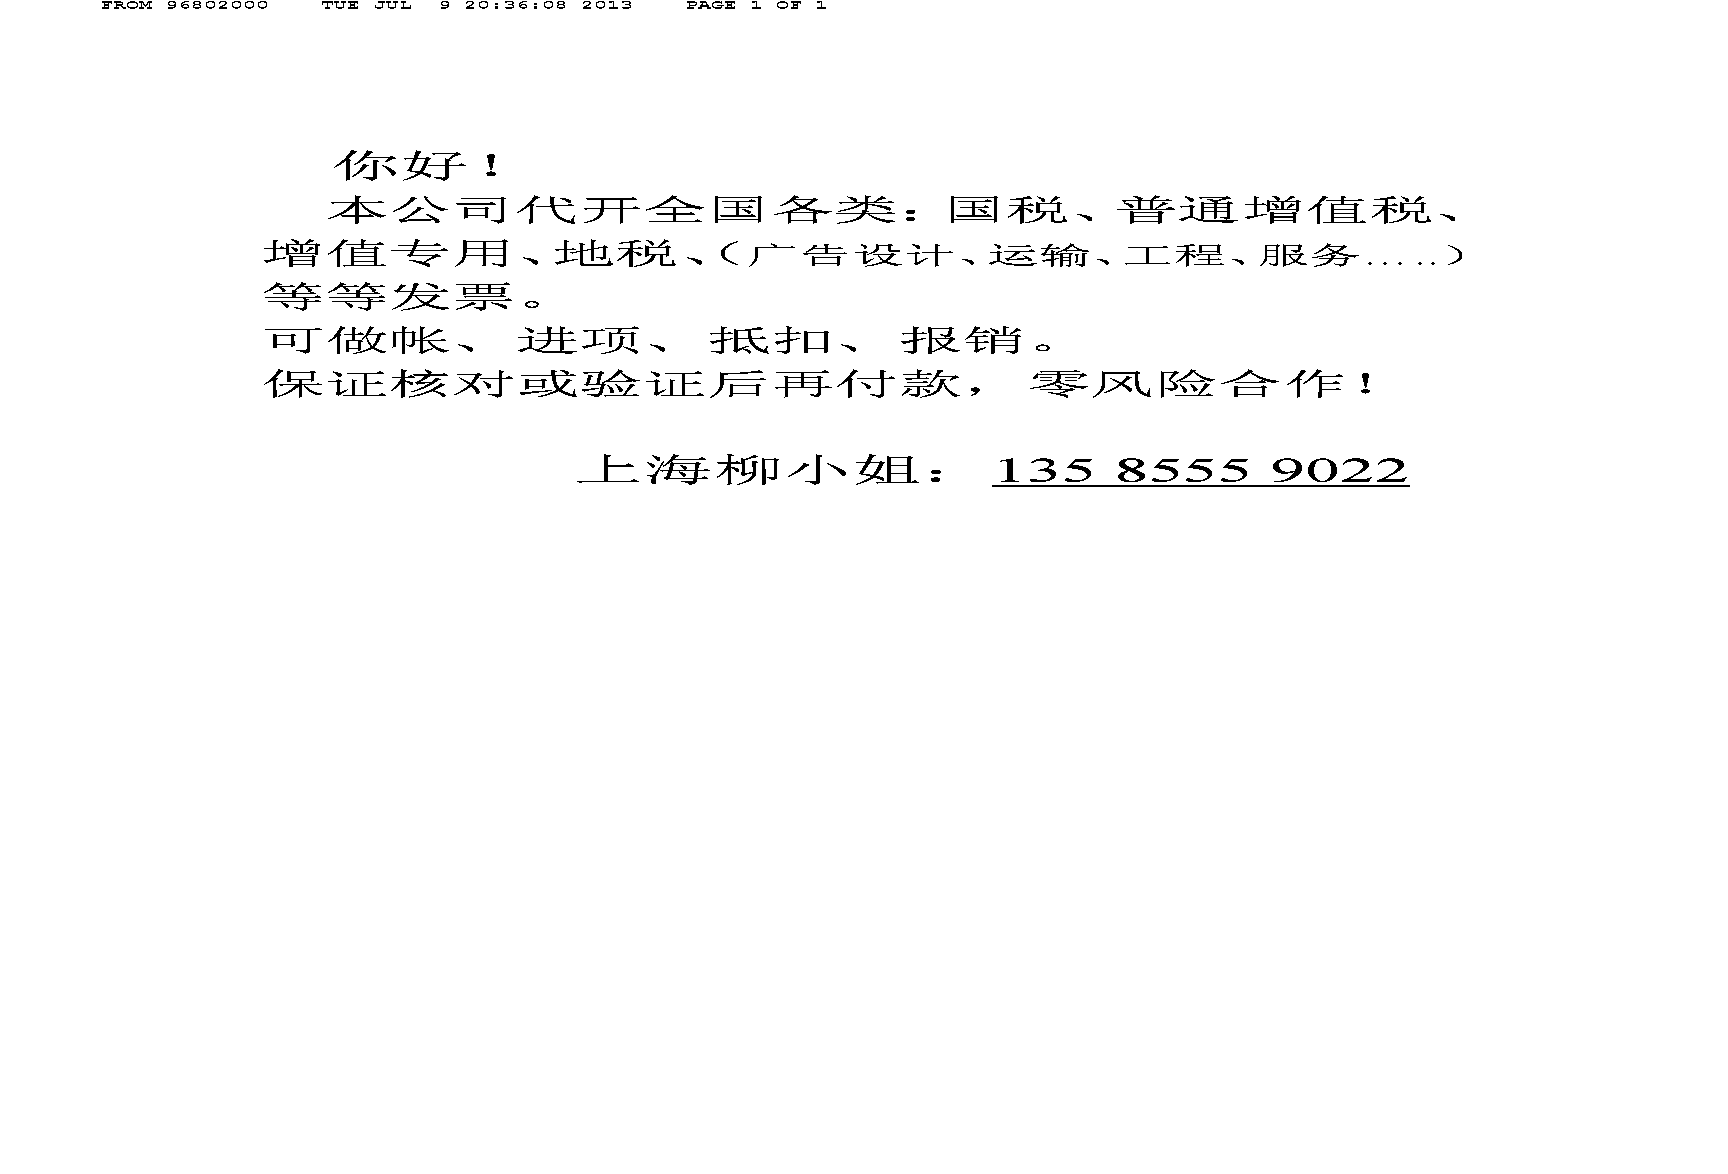 FROM 96802000 TUE JUL 9 20:36:08 2013 PAGE 1 OF 1
你好！
本公司代开全国各类：国税、普通增值税、
增值专用、地税、（广告设计、运输、工程、服务.....）
等等发票。
可做帐、进项、抵扣、报销。
保证核对或验证后再付款，零风险合作！
上海柳小姐：135 8555 9022